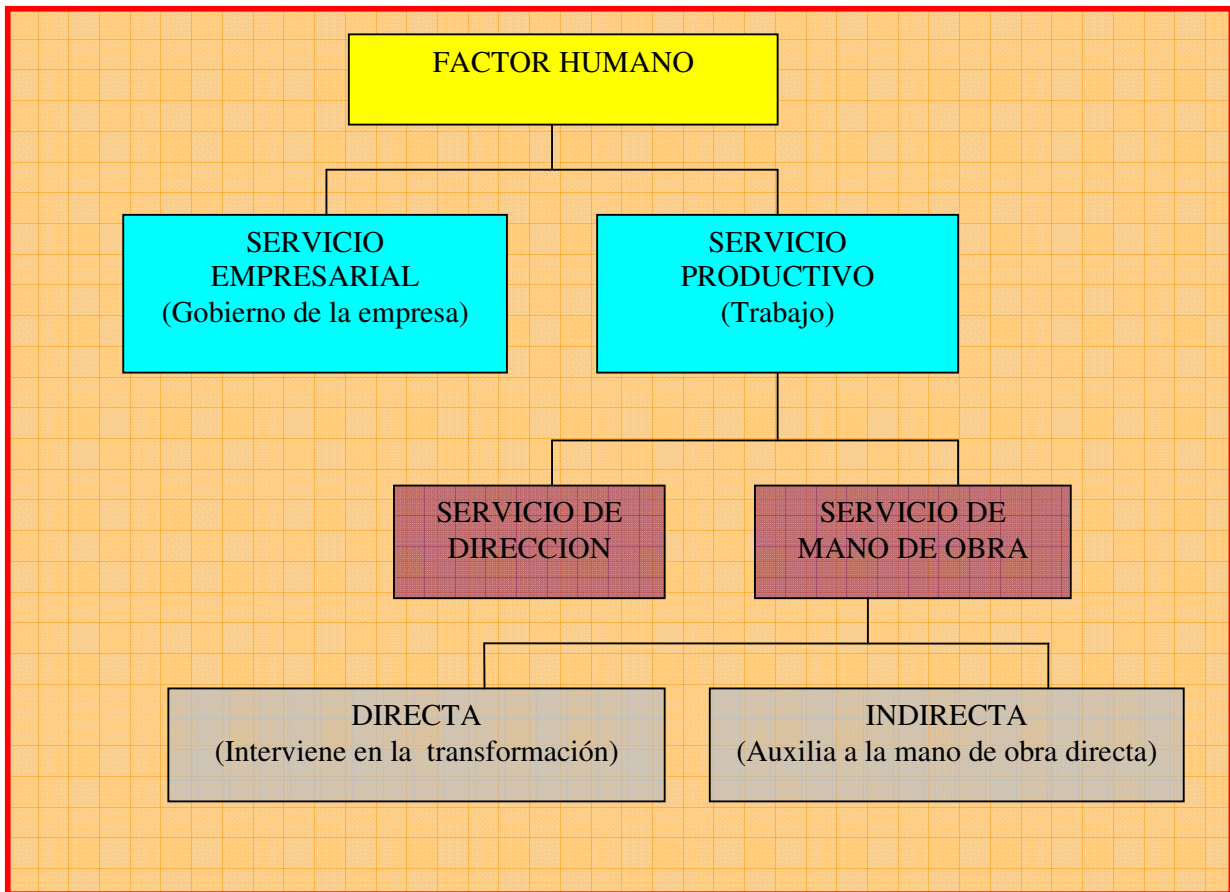 FACTOR HUMANO
SERVICIO
EMPRESARIAL
(Gobierno de la empresa)
SERVICIO
PRODUCTIVO
(Trabajo)
SERVICIO DE
DIRECCION
SERVICIO DE
MANO DE OBRA
DIRECTA
(Interviene en la transformación)
INDIRECTA
(Auxilia a la mano de obra directa)